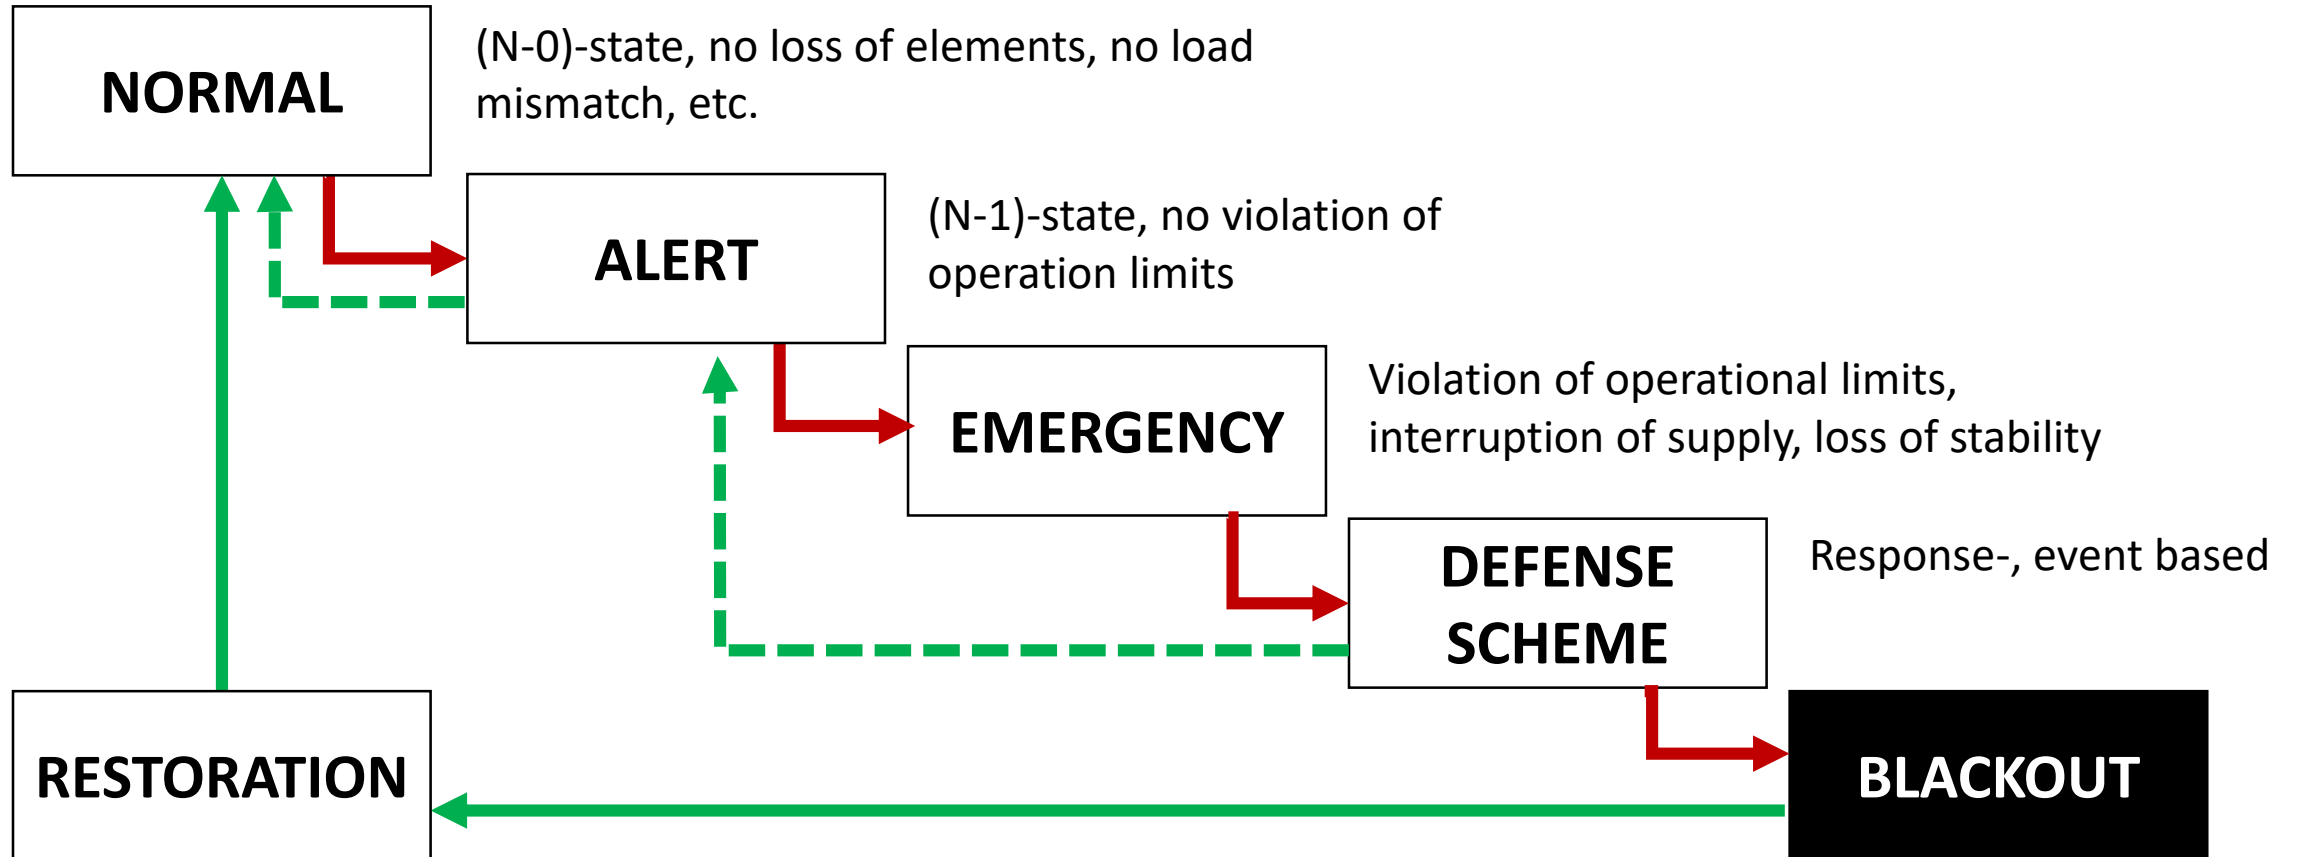 NORMAL
(N-0)-state, no loss of elements, no load
mismatch, etc.
ALERT
(N-1)-state, no violation of
operation limits
EMERGENCY
Violation of operational limits,
interruption of supply, loss of stability
DEFENSE
SCHEME
Response-, event based
RESTORATION
BLACKOUT